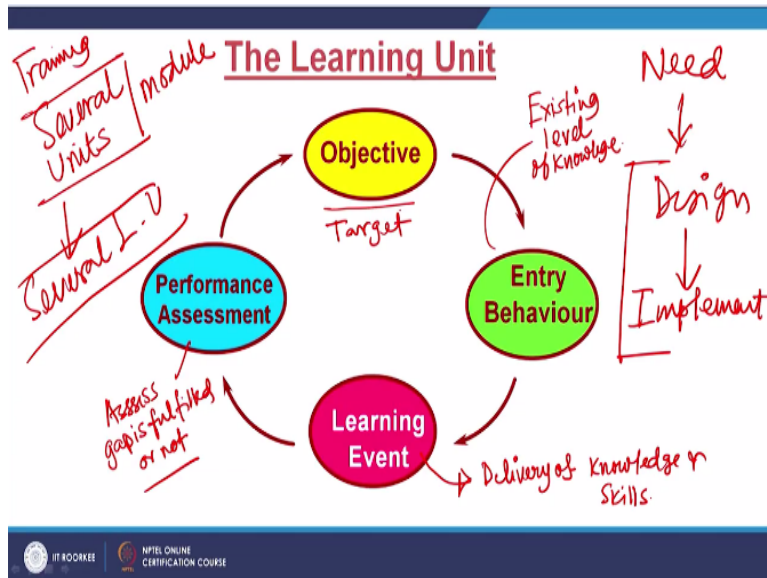 The Learning Unit
Training
Several
Units
Module
Several L.U
Objective
Target
Existing
level
of Knowlege.
Need
Design
Implement
Entry
Behaviour
Performance
Assessment
Assess
gap is fulfilled
or not
Learning
Event
Delivery of Knowledge or
Skills.
IIT ROORKEE
NPTEL ONLINE
CERTIFICATION COURSE